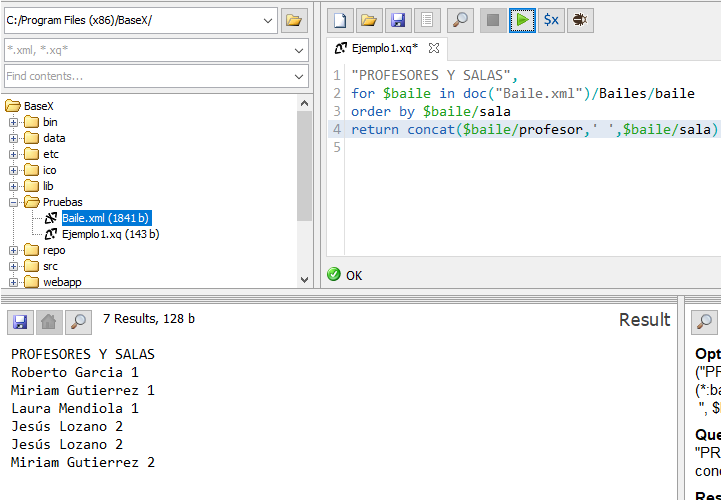 C:/Program Files (x86)/BaseX/
*.xml, *.xq*
Find contents...
BaseX
bin
data
etc
ico
lib
Pruebas
Baile.xml (1841 b)
Ejemplo1.xq (143 b)
repo
src
webapp
$x
Ejemplo1.xq*
1 "PROFESORES Y SALAS",
2 for $baile in doc("Baile.xml")/Bailes/baile
3 order by $baile/sala
4 return concat($baile/profesor,' ',$baile/sala)
5
OK
7 Results, 128 b
Result
PROFESORES Y SALAS
Roberto Garcia 1
Miriam Gutierrez 1
Laura Mendiola 1
Jesús Lozano 2
Jesús Lozano 2
Miriam Gutierrez 2
Opt
("PF
(*:ba
", $
Que
"PR
conc
Res